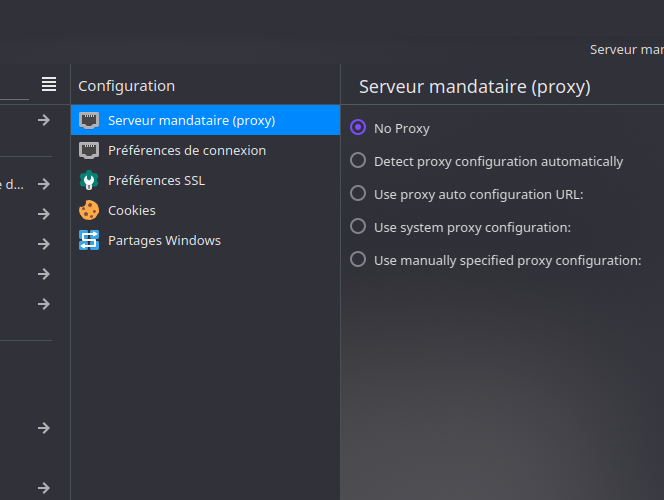 Serveur mar
Configuration
Serveur mandataire (proxy)
Serveur mandataire (proxy)
Préférences de connexion
Préférences SSL
Cookies
Partages Windows
No Proxy
Detect proxy configuration automatically
Use proxy auto configuration URL:
Use system proxy configuration:
Use manually specified proxy configuration:
e d...